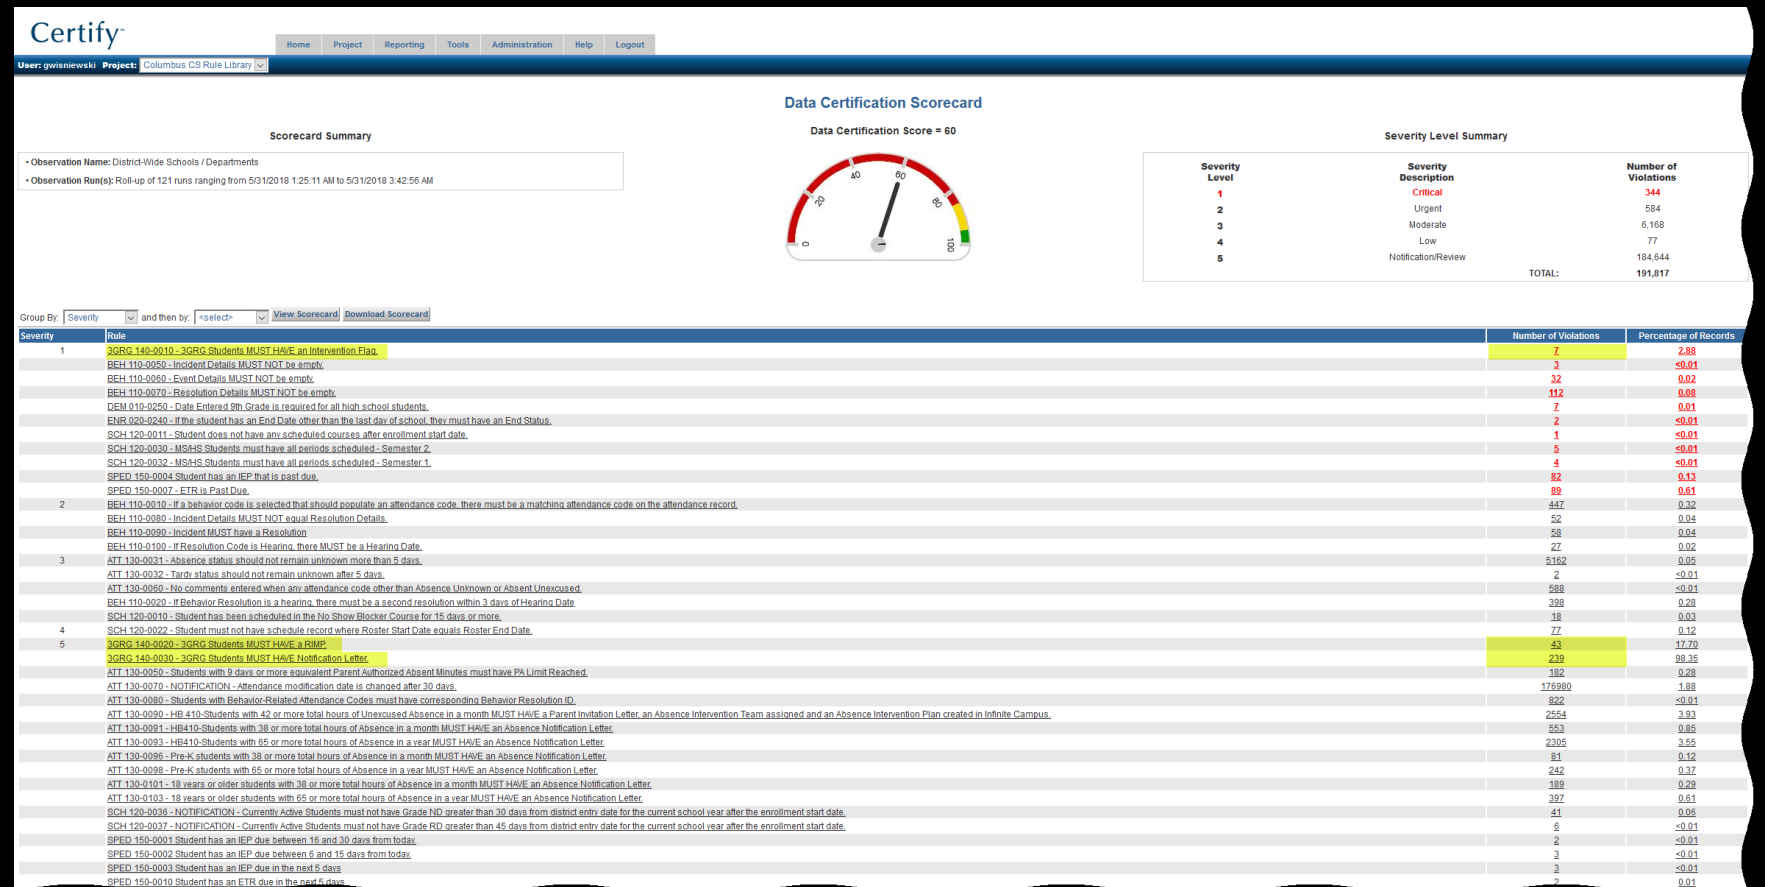 Certify™
Home Project Reporting Tools Administration Help Logout
User: gwisniewski Project: Columbus CS Rule Library
Data Certification Scorecard
Scorecard Summary
• Observation Name: District-Wide Schools / Departments
• Observation Run(s): Roll-up of 121 runs ranging from 5/31/2018 1:25:11 AM to 5/31/2018 3:42:56 AM
Data Certification Score = 60
0 20 40 60 80 100
Severity Level Summary
Severity Level Severity Description Number of Violations
1 Critical 344
2 Urgent 584
3 Moderate 6,168
4 Low 77
5 Notification/Review 184,644
TOTAL: 191,817
Group By: Severity and then by: <select> View Scorecard Download Scorecard
Severity Rule Number of Violations Percentage of Records
1 3GRG 140-0010 - 3GRG Students MUST HAVE an Intervention Flag. 7 2.88
BEH 110-0050 - Incident Details MUST NOT be empty. 3 <0.01
BEH 110-0060 - Event Details MUST NOT be empty. 32 0.02
BEH 110-0070 - Resolution Details MUST NOT be empty. 112 0.08
DEM 010-0250 - Date Entered 9th Grade is required for all high school students. 7 0.01
ENR 020-0240 - If the student has an End Date other than the last day of school, they must have an End Status. 2 <0.01
SCH 120-0011 - Student does not have any scheduled courses after enrollment start date. 1 <0.01
SCH 120-0030 - MS/HS Students must have all periods scheduled - Semester 2. 5 <0.01
SCH 120-0032 - MS/HS Students must have all periods scheduled - Semester 1. 4 <0.01
SPED 150-0004 Student has an IEP that is past due. 82 0.13
SPED 150-0007 - ETR is Past Due. 89 0.61
2 BEH 110-0010 - If a behavior code is selected that should populate an attendance code, there must be a matching attendance code on the attendance record. 447 0.32
BEH 110-0080 - Incident Details MUST NOT equal Resolution Details. 52 0.04
BEH 110-0090 - Incident MUST have a Resolution 58 0.04
BEH 110-0100 - If Resolution Code is Hearing, there MUST be a Hearing Date. 27 0.02
3 ATT 130-0031 - Absence status should not remain unknown more than 5 days. 5162 0.05
ATT 130-0032 - Tardy status should not remain unknown after 5 days. 2 <0.01
ATT 130-0060 - No comments entered when any attendance code other than Absence Unknown or Absent Unexcused. 588 <0.01
BEH 110-0020 - If Behavior Resolution is a hearing, there must be a second resolution within 3 days of Hearing Date 398 0.28
SCH 120-0010 - Student has been scheduled in the No Show Blocker Course for 15 days or more. 18 0.03
4 SCH 120-0022 - Student must not have schedule record where Roster Start Date equals Roster End Date. 77 0.12
5 3GRG 140-0020 - 3GRG Students MUST HAVE a RIMP. 43 17.70
3GRG 140-0030 - 3GRG Students MUST HAVE Notification Letter. 239 98.35
ATT 130-0050 - Students with 9 days or more equivalent Parent Authorized Absent Minutes must have PA Limit Reached. 182 0.28
ATT 130-0070 - NOTIFICATION - Attendance modification date is changed after 30 days. 176980 1.88
ATT 130-0080 - Students with Behavior-Related Attendance Codes must have corresponding Behavior Resolution ID. 822 <0.01
ATT 130-0090 - HB 410-Students with 42 or more total hours of Unexcused Absence in a month MUST HAVE a Parent Invitation Letter, an Absence Intervention Team assigned and an Absence Intervention Plan created in Infinite Campus. 2554 3.93
ATT 130-0091 - HB410-Students with 38 or more total hours of Absence in a month MUST HAVE an Absence Notification Letter. 553 0.85
ATT 130-0093 - HB410-Students with 65 or more total hours of Absence in a year MUST HAVE an Absence Notification Letter. 2305 3.55
ATT 130-0096 - Pre-K students with 38 or more total hours of Absence in a month MUST HAVE an Absence Notification Letter. 81 0.12
ATT 130-0098 - Pre-K students with 65 or more total hours of Absence in a year MUST HAVE an Absence Notification Letter. 242 0.37
ATT 130-0101 - 18 years or older students with 38 or more total hours of Absence in a month MUST HAVE an Absence Notification Letter. 189 0.29
ATT 130-0103 - 18 years or older students with 65 or more total hours of Absence in a year MUST HAVE an Absence Notification Letter. 397 0.61
SCH 120-0036 - NOTIFICATION - Currently Active Students must not have Grade ND greater than 30 days from district entry date for the current school year after the enrollment start date. 41 0.06
SCH 120-0037 - NOTIFICATION - Currently Active Students must not have Grade RD greater than 45 days from district entry date for the current school year after the enrollment start date. 6 <0.01
SPED 150-0001 Student has an IEP due between 16 and 30 days from today. 2 <0.01
SPED 150-0002 Student has an IEP due between 6 and 15 days from today. 3 <0.01
SPED 150-0003 Student has an IEP due in the next 5 days 3 <0.01
SPED 150-0010 Student has an ETR due in the next 5 days 2 0.01